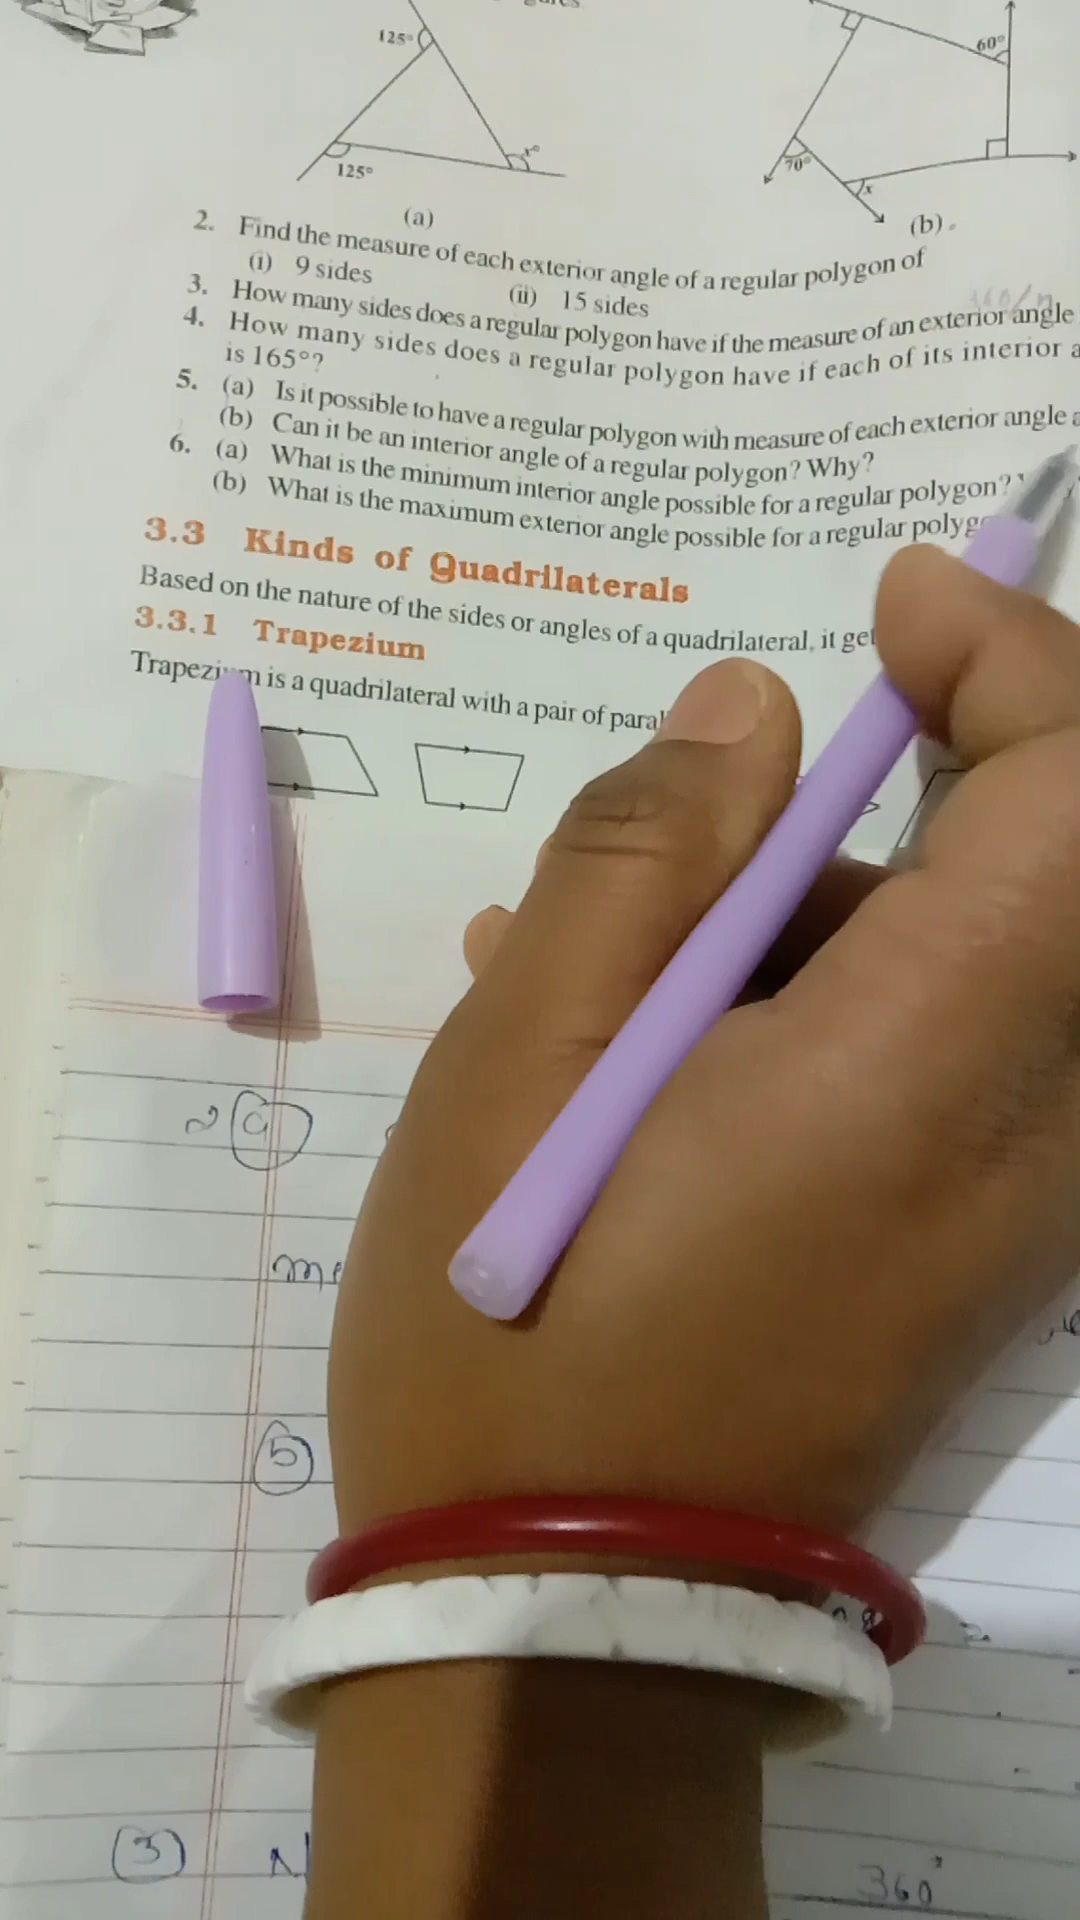 125°
60°
125°
x°
70°
x
(a)
(b)
2. Find the measure of each exterior angle of a regular polygon of
(i) 9 sides (ii) 15 sides
360/n
3. How many sides does a regular polygon have if the measure of an exterior angle
4. How many sides does a regular polygon have if each of its interior
is 165°?
5. (a) Is it possible to have a regular polygon with measure of each exterior angle
(b) Can it be an interior angle of a regular polygon? Why?
6. (a) What is the minimum interior angle possible for a regular polygon?
(b) What is the maximum exterior angle possible for a regular
3.3 Kinds of Quadrilaterals
Based on the nature of the sides or angles of a quadrilateral, it
3.3.1 Trapezium
is a quadrilateral with a pair of
2 a
5
3
360°